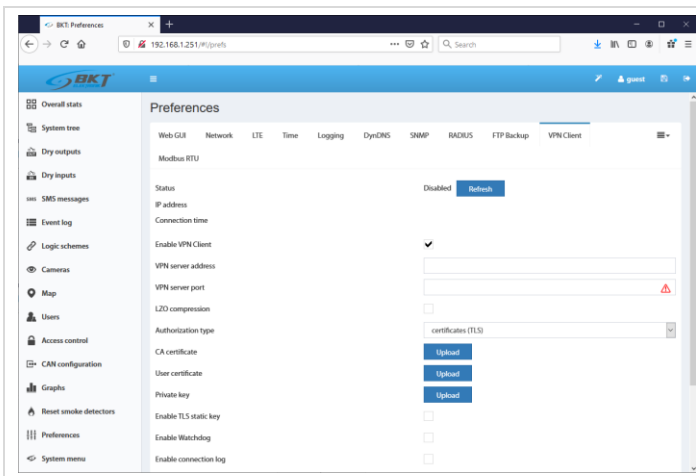 BKT: Preferences
192.168.1.251/#!/prefs
Search
BKT
guest
Overall stats
System tree
Dry outputs
Dry inputs
SMS
SMS messages
Event log
Logic schemes
Cameras
Map
Users
Access control
CAN configuration
Graphs
Reset smoke detectors
Preferences
System menu
Preferences
Web GUI Network LTE Time Logging DynDNS SNMP RADIUS FTP Backup VPN Client
Modbus RTU
Status Disabled Refresh
IP address
Connection time
Enable VPN Client
VPN server address
VPN server port
LZO compression
Authorization type certificates (TLS)
CA certificate Upload
User certificate Upload
Private key Upload
Enable TLS static key
Enable Watchdog
Enable connection log